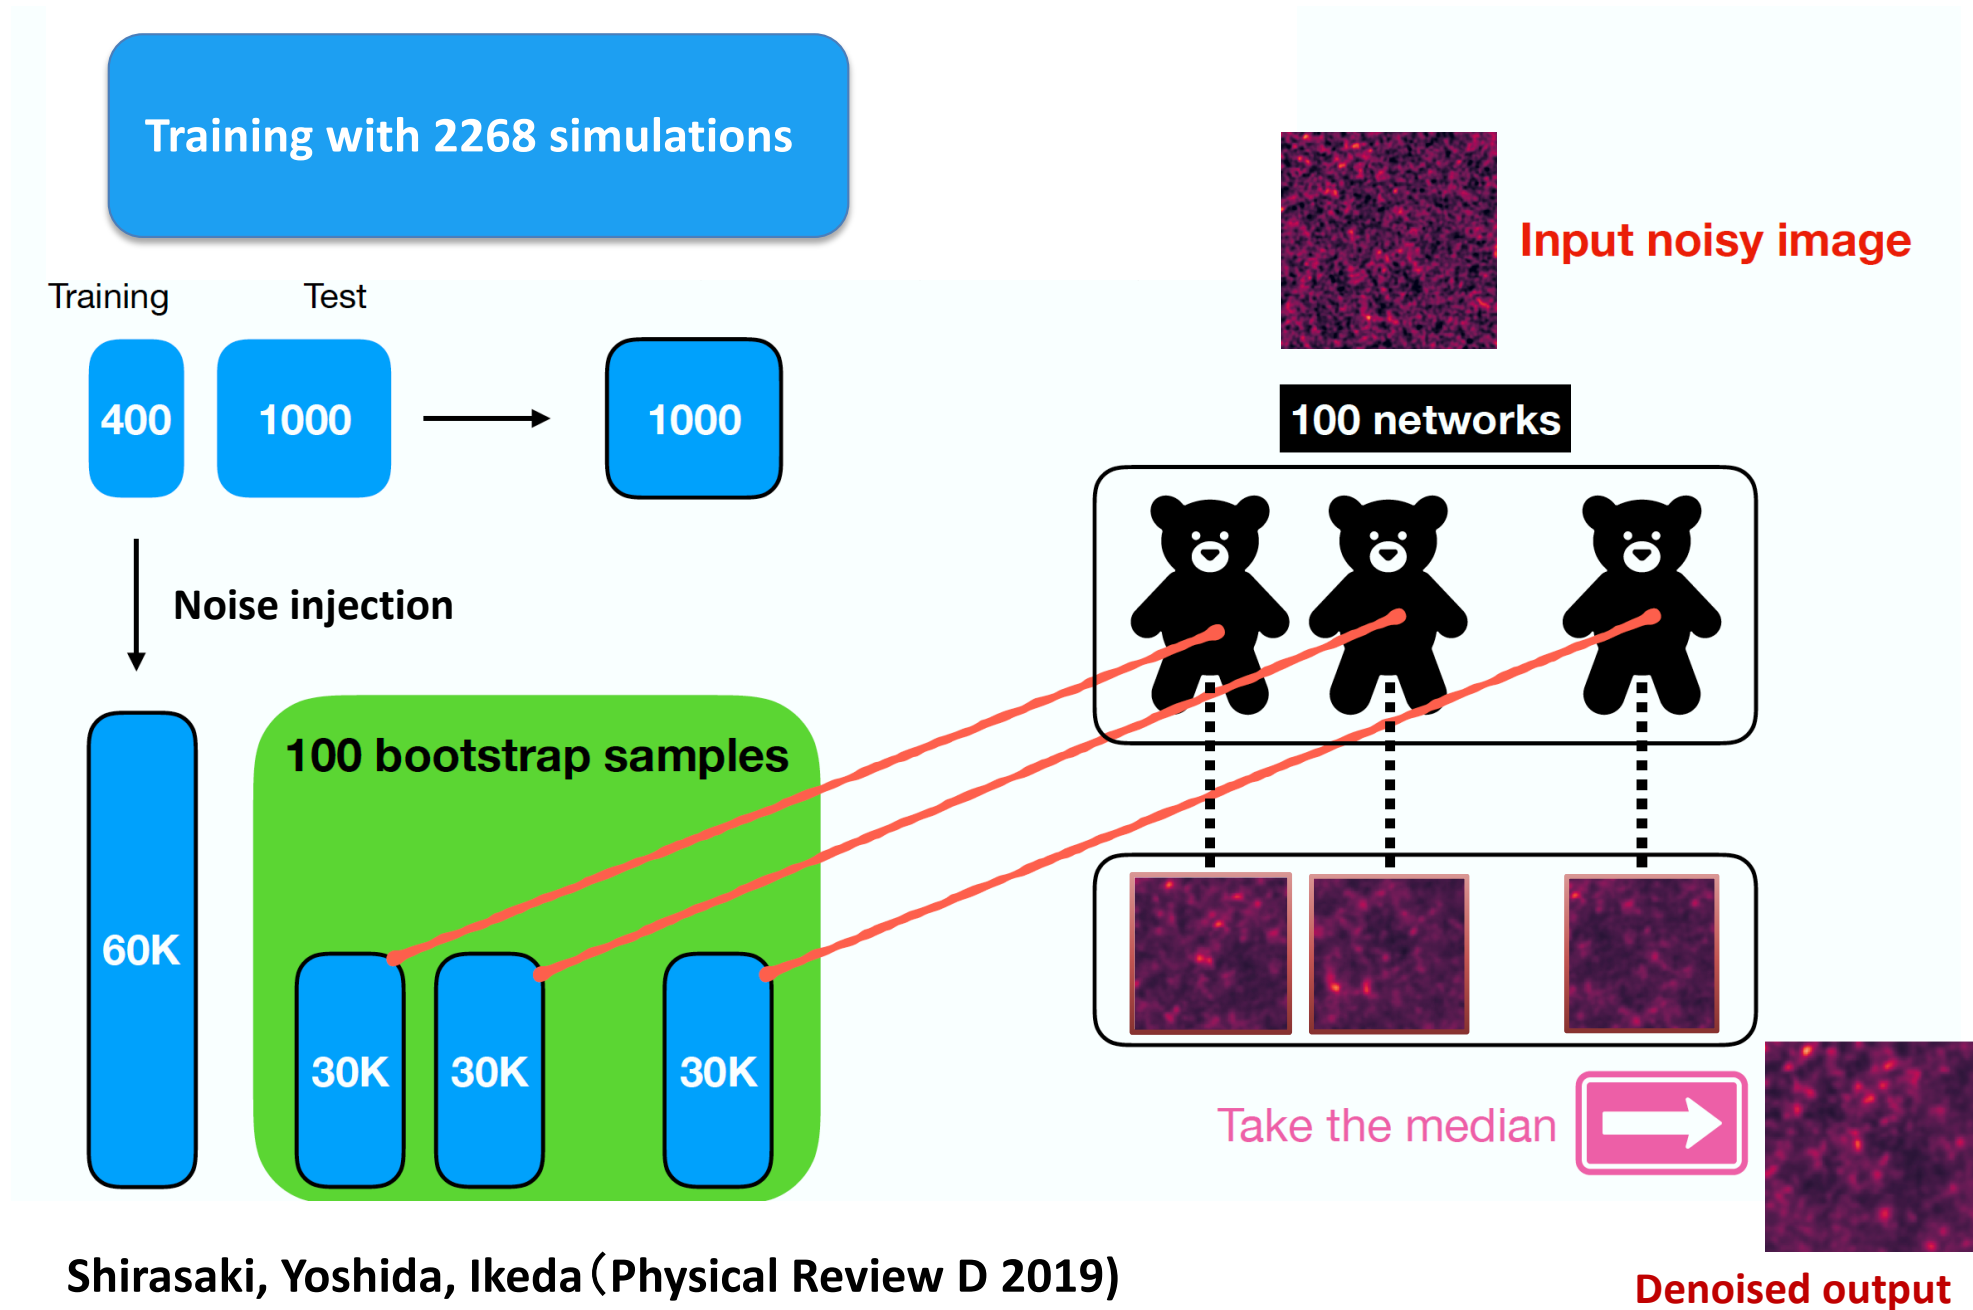 Training with 2268 simulations
Training
Test
400
1000
1000
Noise injection
60K
100 bootstrap samples
30K
30K
30K
Input noisy image
100 networks
Take the median
Denoised output
Shirasaki, Yoshida, Ikeda（Physical Review D 2019)